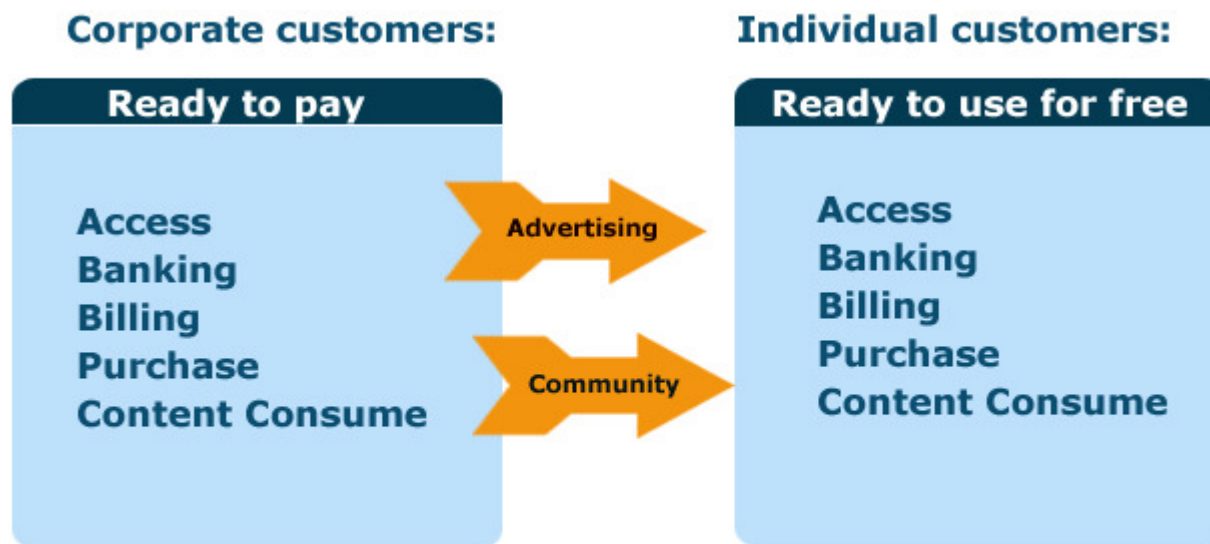 Corporate customers:
Ready to pay
Access
Banking
Billing
Purchase
Content Consume
Advertising
Community
Individual customers:
Ready to use for free
Access
Banking
Billing
Purchase
Content Consume